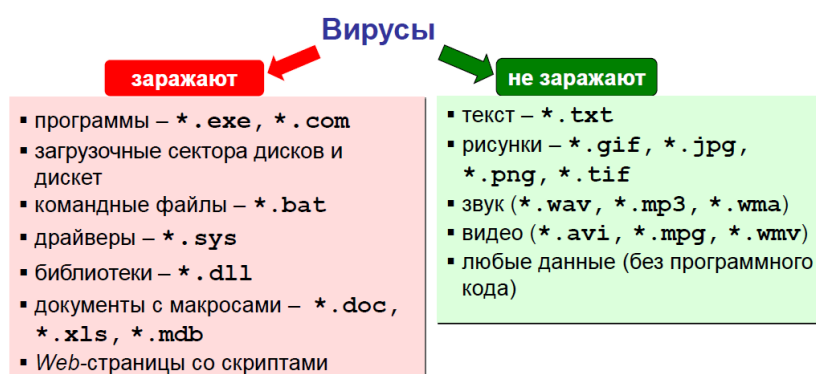 Вирусы
заражают
▪ программы – *.exe, *.com
▪ загрузочные сектора дисков и
дискет
▪ командные файлы – *.bat
▪ драйверы – *.sys
▪ библиотеки – *.dll
▪ документы с макросами – *.doc,
*.xls, *.mdb
▪ Web-страницы со скриптами
не заражают
▪ текст – *.txt
▪ рисунки – *.gif, *.jpg,
*.png, *.tif
▪ звук (*.wav, *.mp3, *.wma)
▪ видео (*.avi, *.mpg, *.wmv)
▪ любые данные (без программного
кода)